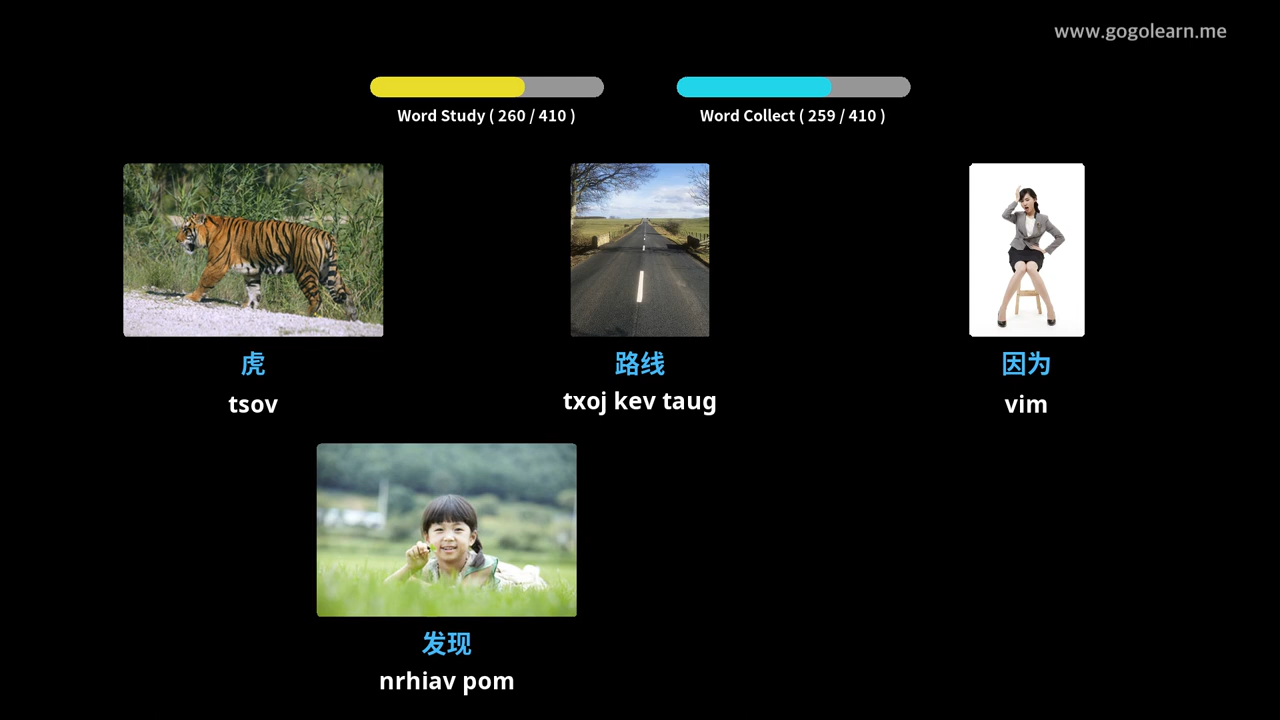 www.gogolearn.me
Word Study ( 260 / 410 )
Word Collect ( 259 / 410 )
虎
tsov
路线
txoj kev taug
因为
vim
发现
nrhiav pom